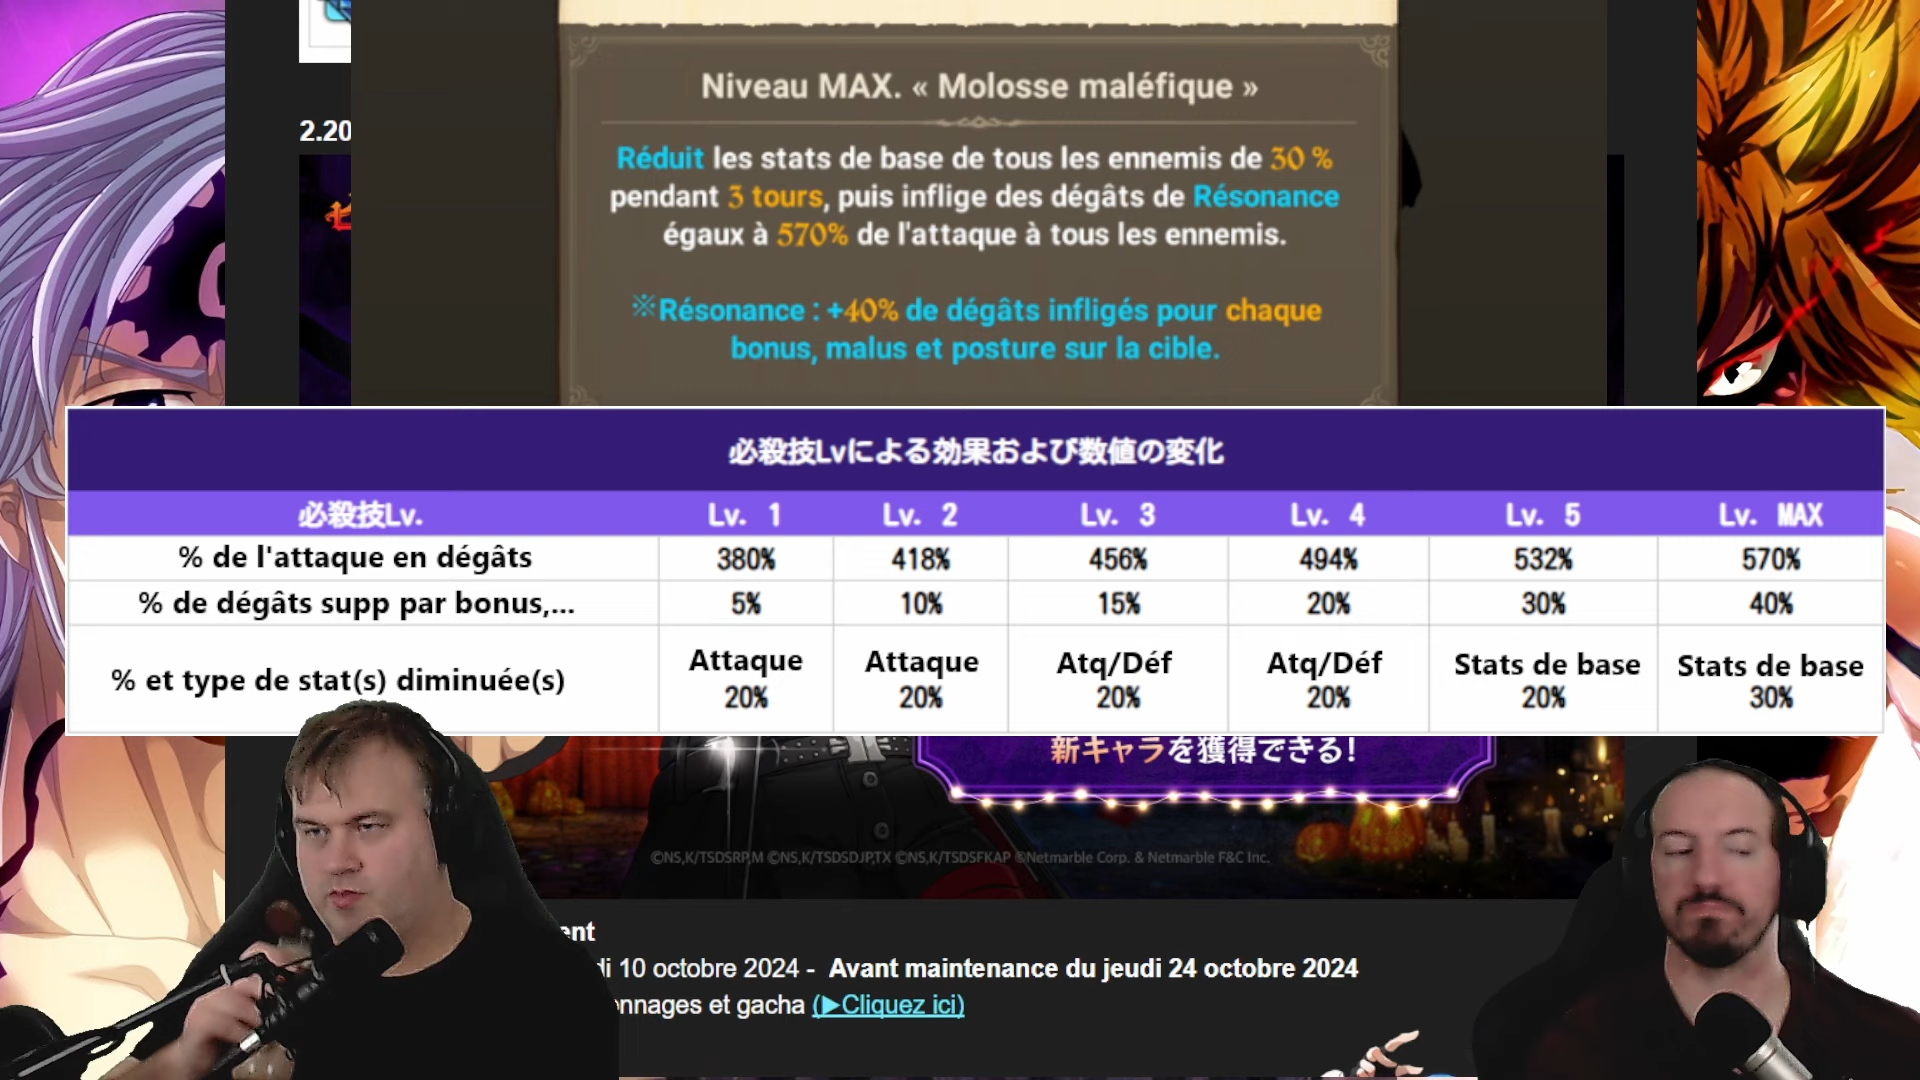 Niveau MAX. « Molosse maléfique »
2.20
Réduit les stats de base de tous les ennemis de 30 %
pendant 3 tours, puis inflige des dégâts de Résonance
égaux à 570% de l'attaque à tous les ennemis.
※Résonance : +40% de dégâts infligés pour chaque
bonus, malus et posture sur la cible.
必殺技Lvによる効果および数値の変化
必殺技Lv. Lv. 1 Lv. 2 Lv. 3 Lv. 4 Lv. 5 Lv. MAX
% de l'attaque en dégâts 380% 418% 456% 494% 532% 570%
% de dégâts supp par bonus,... 5% 10% 15% 20% 30% 40%
% et type de stat(s) diminuée(s) Attaque 20% Attaque 20% Atq/Déf 20% Atq/Déf 20% Stats de base 20% Stats de base 30%
新キャラを獲得できる!
©NS,K/TSDSRP,M ©NS,K/TSDSDJP,TX ©NS,K/TSDSFKAP ©Netmarble Corp. & Netmarble F&C Inc.
ent
di 10 octobre 2024 - Avant maintenance du jeudi 24 octobre 2024
onnages et gacha (▶Cliquez ici)